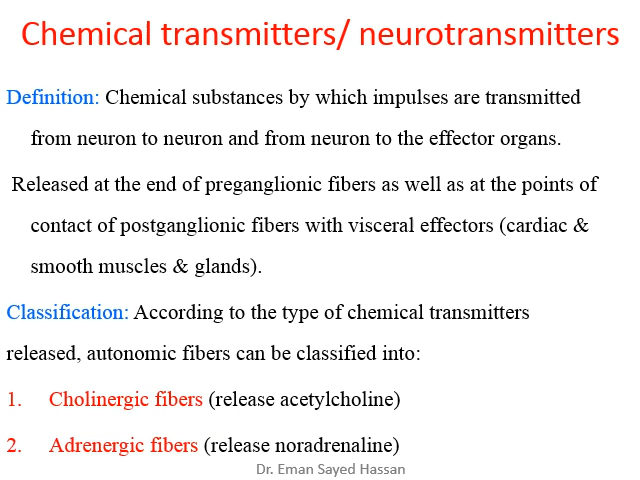 Chemical transmitters/ neurotransmitters
Definition: Chemical substances by which impulses are transmitted
from neuron to neuron and from neuron to the effector organs.
Released at the end of preganglionic fibers as well as at the points of
contact of postganglionic fibers with visceral effectors (cardiac &
smooth muscles & glands).
Classification: According to the type of chemical transmitters
released, autonomic fibers can be classified into:
1. Cholinergic fibers (release acetylcholine)
2. Adrenergic fibers (release noradrenaline)
Dr. Eman Sayed Hassan